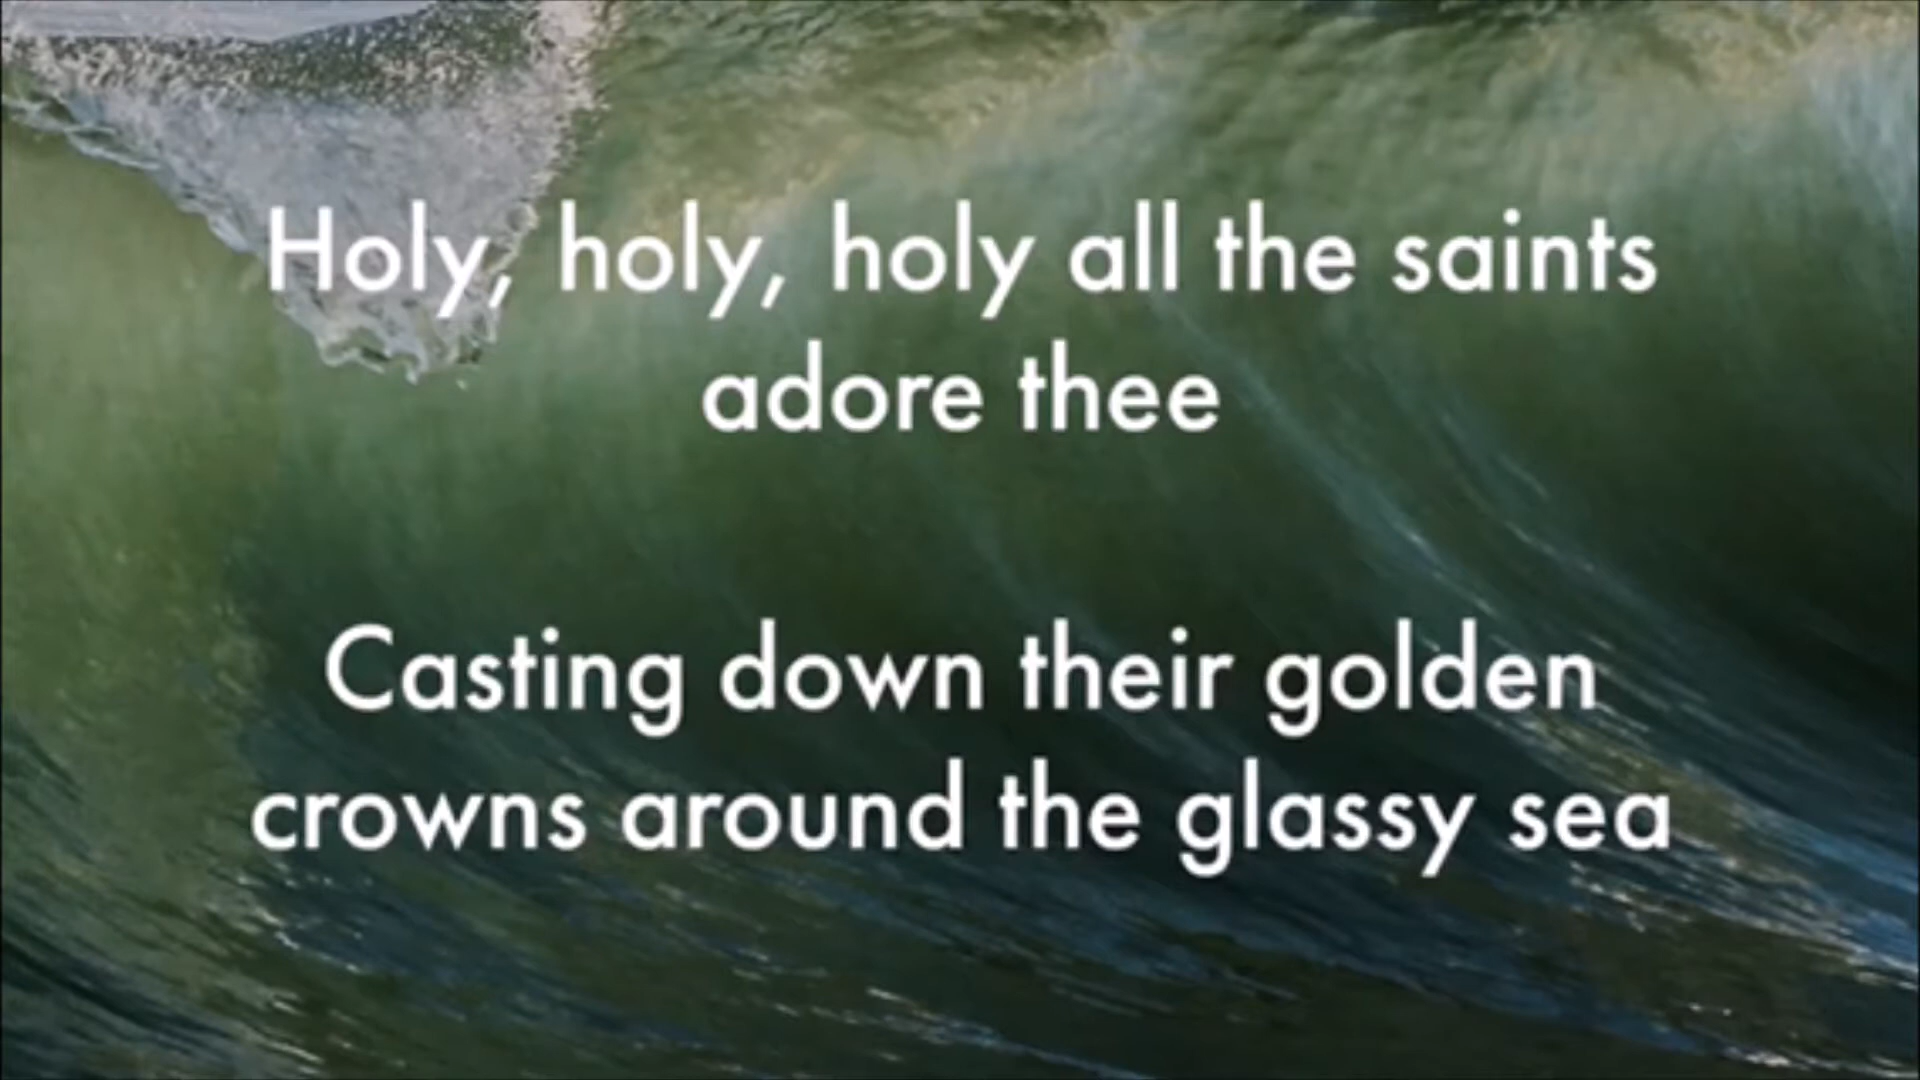 Holy, holy, holy all the saints
adore thee
Casting down their golden
crowns around the glassy sea